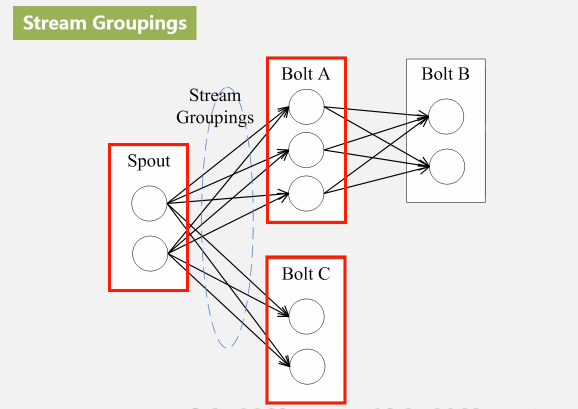 Stream Groupings
Bolt A
Bolt B
Stream
Groupings
Spout
Bolt C